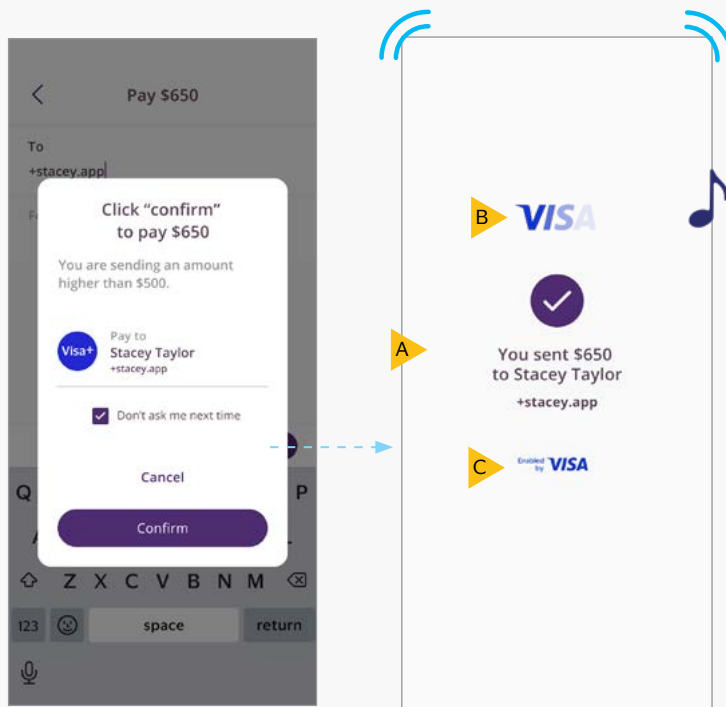 Pay $650
To
+stacey.app
Click “confirm”
to pay $650
You are sending an amount
higher than $500.
Visa+
Pay to
Stacey Taylor
+stacey.app
Don't ask me next time
Cancel
Confirm
Q
P
Z X C V B N M
123
space
return
B
VISA
A
You sent $650
to Stacey Taylor
+stacey.app
C
Enabled
by VISA